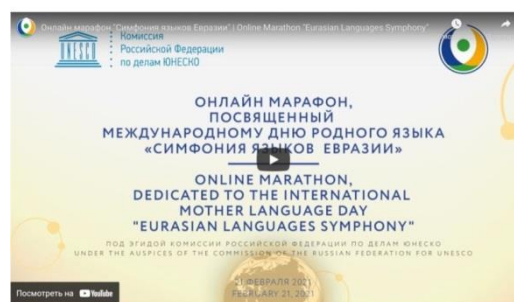 Онлайн марафон "Симфония языков Евразии" | Online Marathon "Eurasian Languages Symphony"
UNESCO
Комиссия
Российской Федерации
по делам ЮНЕСКО
ОНЛАЙН МАРАФОН,
ПОСВЯЩЕННЫЙ
МЕЖДУНАРОДНОМУ ДНЮ РОДНОГО ЯЗЫКА
«СИМФОНИЯ ЯЗЫКОВ ЕВРАЗИИ»
ONLINE MARATHON,
DEDICATED TO THE INTERNATIONAL
MOTHER LANGUAGE DAY
"EURASIAN LANGUAGES SYMPHONY"
ПОД ЭГИДОЙ КОМИССИИ РОССИЙСКОЙ ФЕДЕРАЦИИ ПО ДЕЛАМ ЮНЕСКО
UNDER THE AUSPICES OF THE COMMISSION OF THE RUSSIAN FEDERATION FOR UNESCO
21 ФЕВРАЛЯ 2021
FEBRUARY 21, 2021
Посмотреть на YouTube